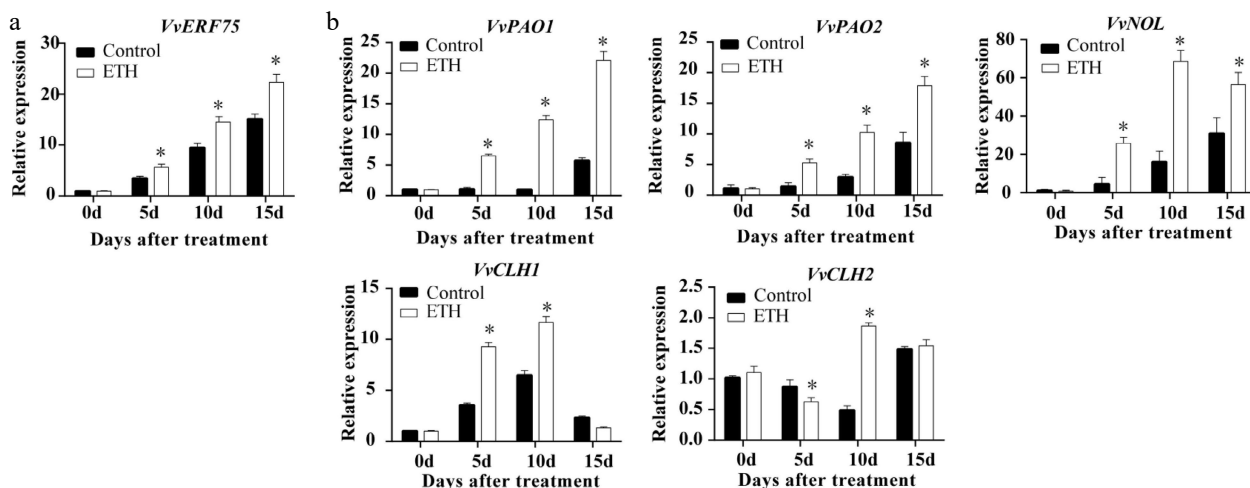 a
VvERF75
Relative expression
30
20
10
0
Control
ETH
*
*
*
0d 5d 10d 15d
Days after treatment
b
VvPAO1
Relative expression
25
20
15
10
5
0
Control
ETH
*
*
*
0d 5d 10d 15d
Days after treatment
VvPAO2
Relative expression
25
20
15
10
5
0
Control
ETH
*
*
*
0d 5d 10d 15d
Days after treatment
VvNOL
Relative expression
80
60
40
20
0
Control
ETH
*
*
*
0d 5d 10d 15d
Days after treatment
VvCLH1
Relative expression
15
10
5
0
Control
ETH
*
*
0d 5d 10d 15d
Days after treatment
VvCLH2
Relative expression
2.5
2.0
1.5
1.0
0.5
0.0
Control
ETH
*
*
0d 5d 10d 15d
Days after treatment